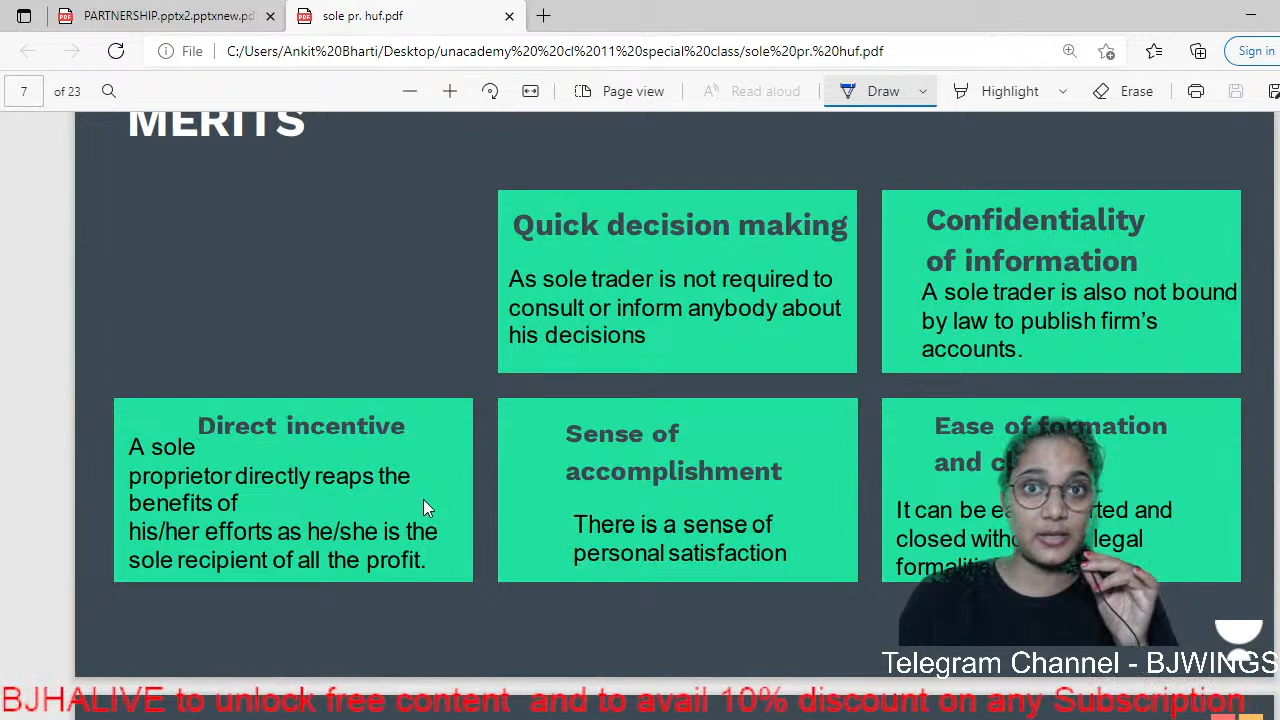 PARTNERSHIP.pptx2.pptxnew.pdf
sole pr. huf.pdf
File
C:/Users/Ankit%20Bharti/Desktop/unacademy%20%20cl%2011%20special%20class/sole%20pr.%20huf.pdf
Sign in
7 of 23
Page view
Read aloud
Draw
Highlight
Erase
MERITS
Quick decision making
As sole trader is not required to
consult or inform anybody about
his decisions
Confidentiality
of information
A sole trader is also not bound
by law to publish firm's
accounts.
Direct incentive
A sole
proprietor directly reaps the
benefits of
his/her efforts as he/she is the
sole recipient of all the profit.
Sense of
accomplishment
There is a sense of
personal satisfaction
Ease of formation
and
It can be and
closed legal
Telegram Channel - BJWINGS
BJHALIVE to unlock free content and to avail 10% discount on any Subscription